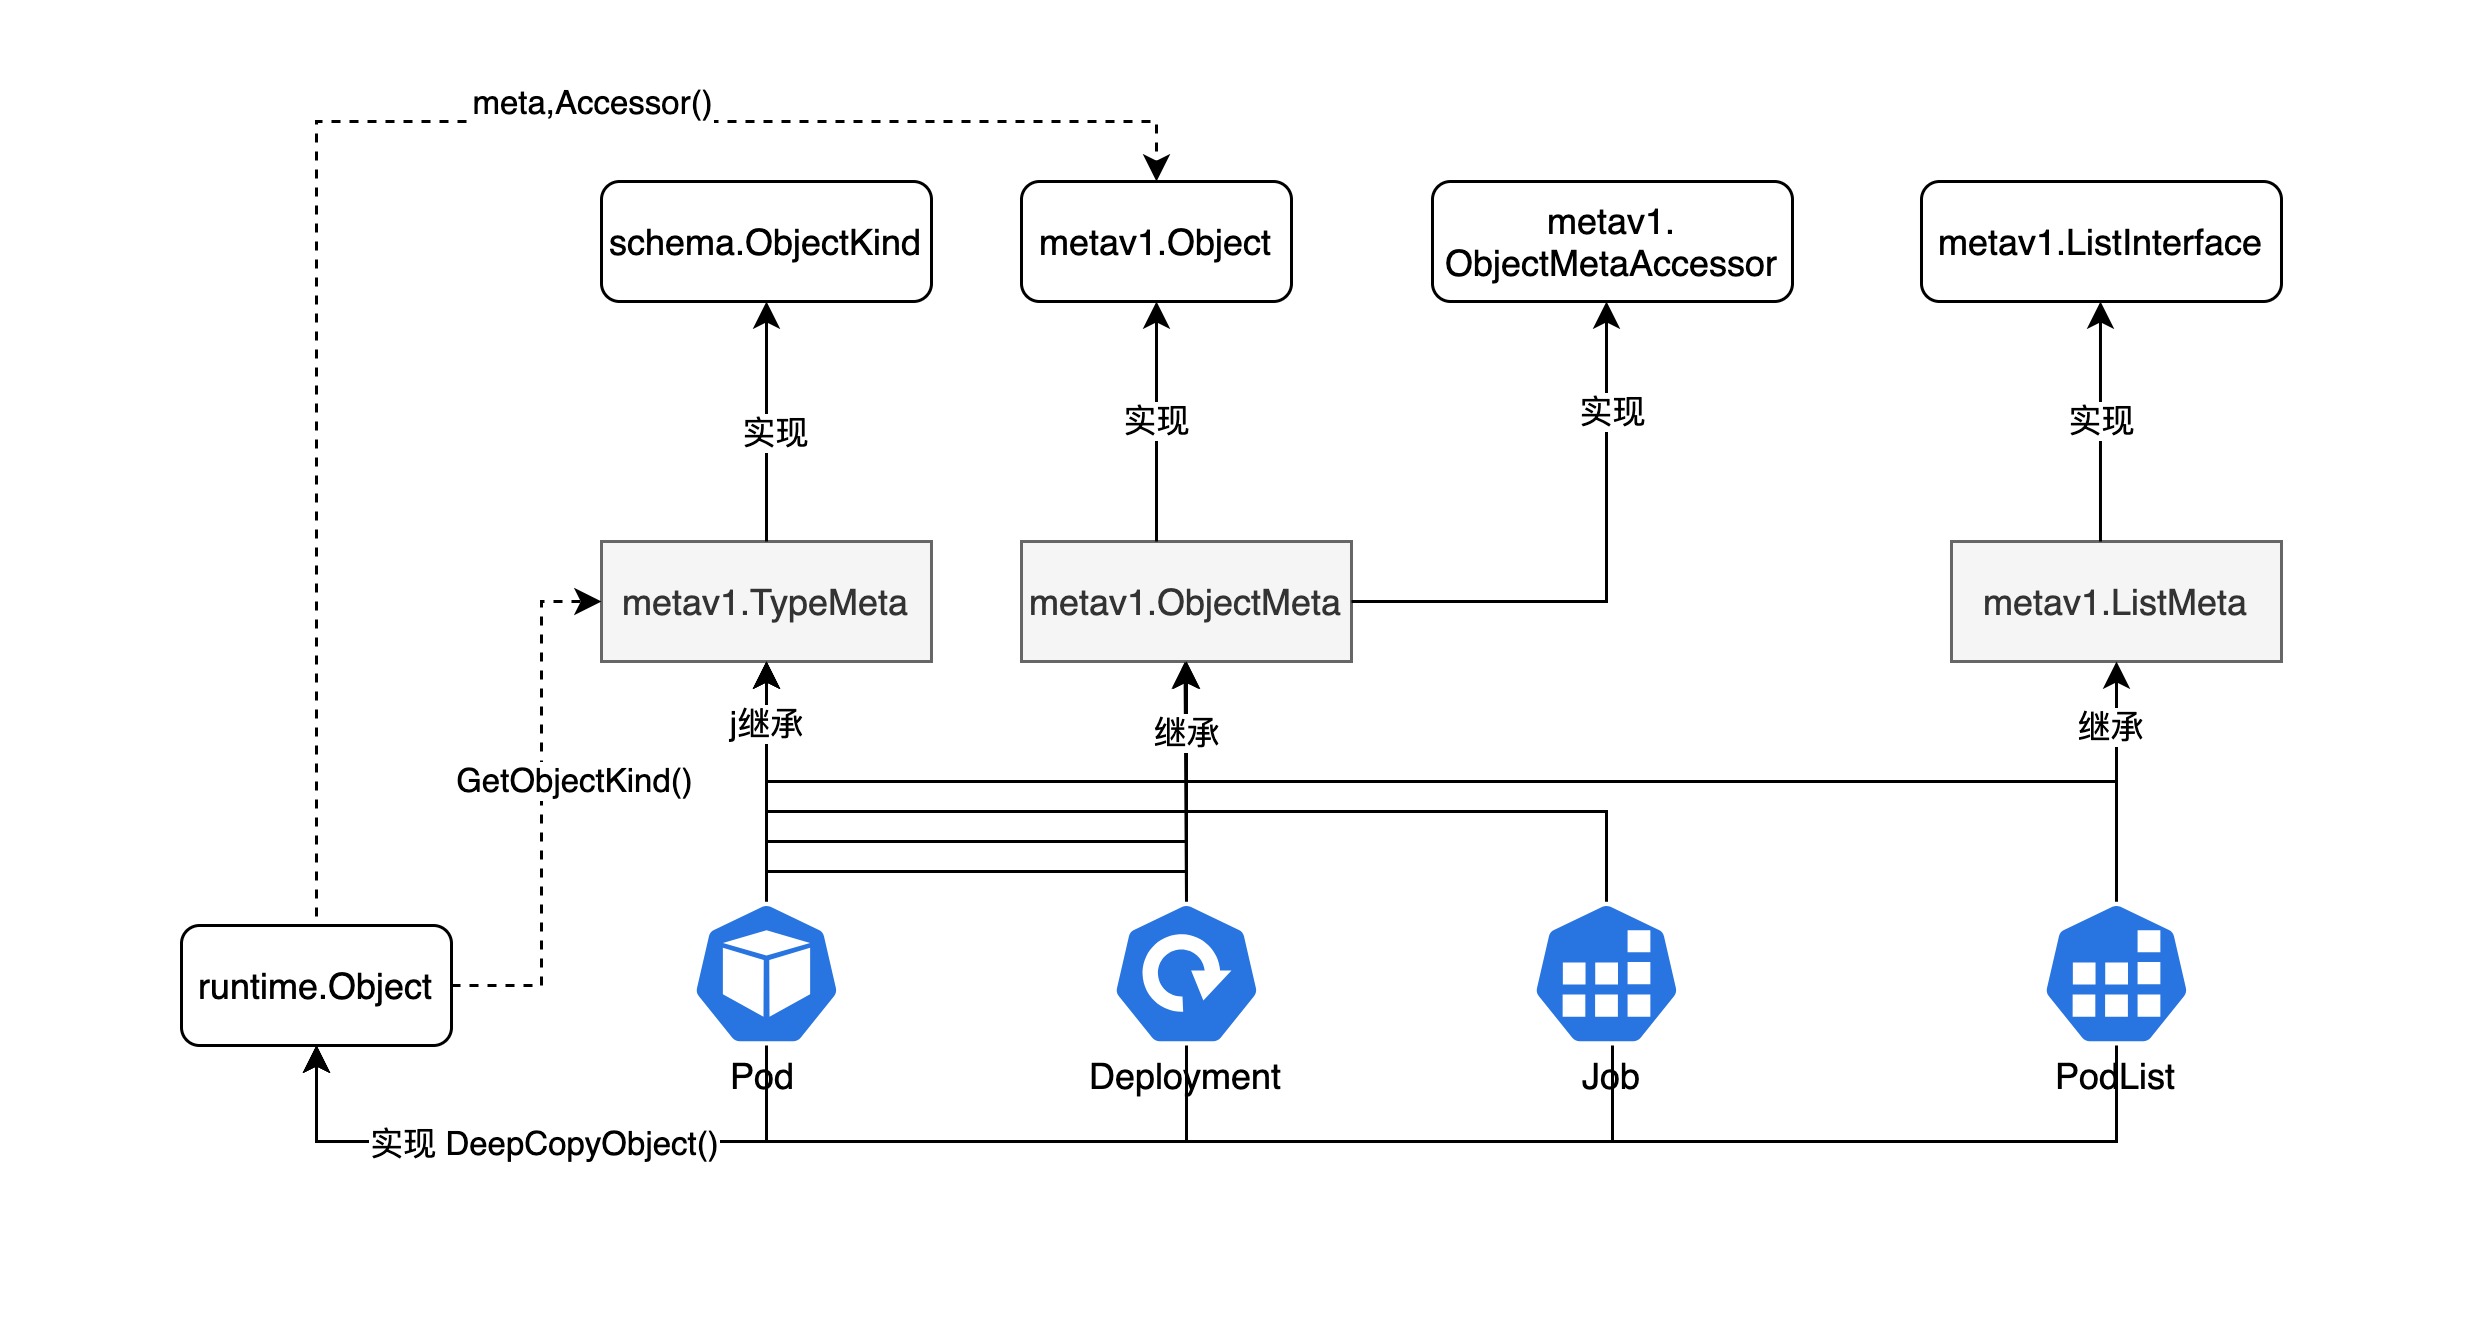 meta,Accessor()
schema.ObjectKind
metav1.Object
metav1.
ObjectMetaAccessor
metav1.ListInterface
实现
实现
实现
实现
metav1.TypeMeta
metav1.ObjectMeta
metav1.ListMeta
j继承
继承
继承
GetObjectKind()
runtime.Object
Pod
Deployment
Job
PodList
实现 DeepCopyObject()